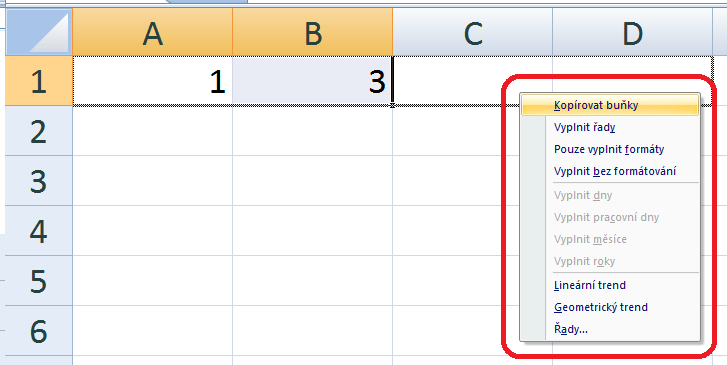 A B C D
1 1 3
2
3
4
5
6
Kopírovat buňky
Vyplnit řady
Pouze vyplnit formáty
Vyplnit bez formátování
Vyplnit dny
Vyplnit pracovní dny
Vyplnit měsíce
Vyplnit roky
Lineární trend
Geometrický trend
Řady...